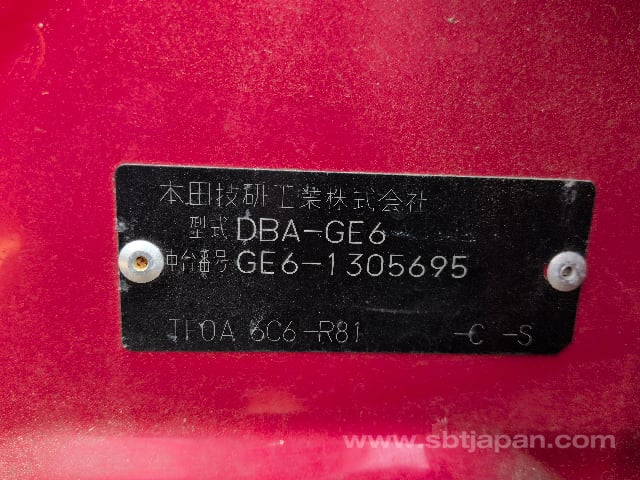 本田技研工業株式会社
型式 DBA-GE6
車台番号 GE6-1305695
TF0A 6C6-R81 -C -S
www.sbtjapan.com